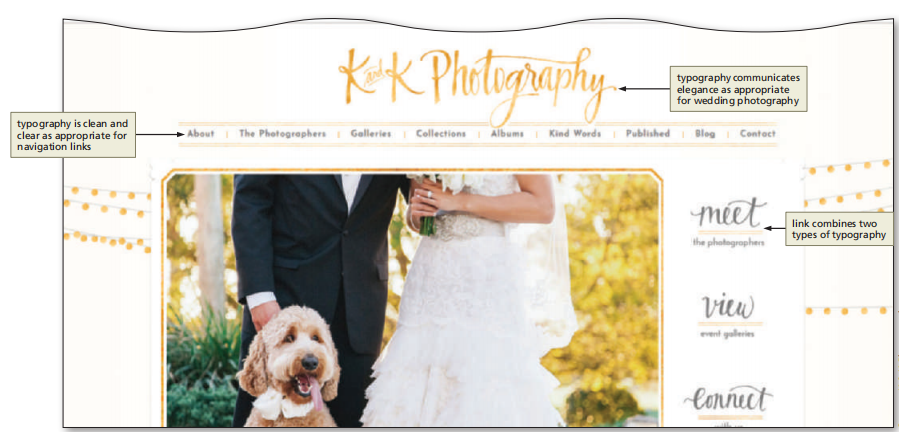 K and K Photography
typography communicates
elegance as appropriate
for wedding photography
typography is clean and
clear as appropriate for
navigation links
About | The Photographers | Galleries | Collections | Albums | Kind Words | Published | Blog | Contact
meet
the photographers
link combines two
types of typography
view
event galleries
Connect